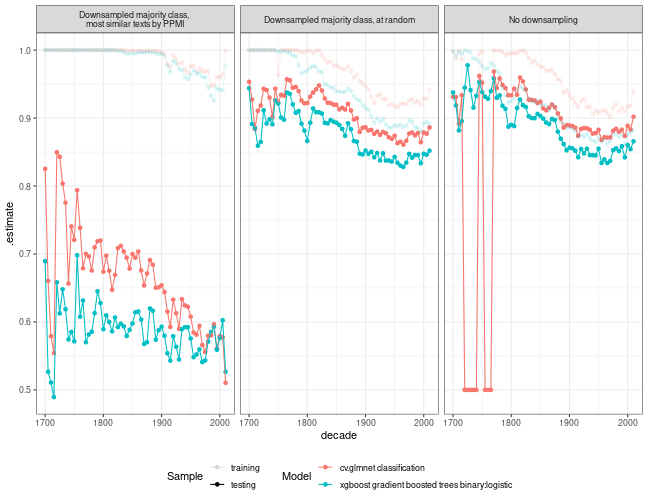 Downsampled majority class,
most similar texts by PPMI
Downsampled majority class, at random
No downsampling
1.0
0.9
0.8
0.7
0.6
0.5
.estimate
1700 1800 1900 2000 1700 1800 1900 2000 1700 1800 1900 2000
decade
Sample training Model cv.glmnet classification
testing xgboost gradient boosted trees binary:logistic